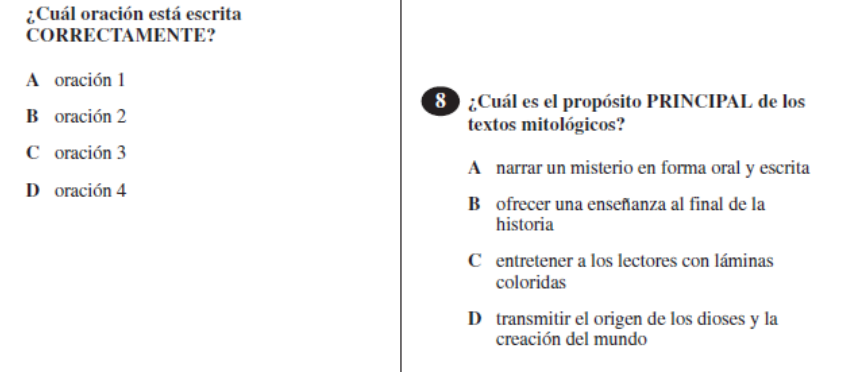 ¿Cuál oración está escrita
CORRECTAMENTE?
A oración 1
B oración 2
C oración 3
D oración 4
8 ¿Cuál es el propósito PRINCIPAL de los
textos mitológicos?
A narrar un misterio en forma oral y escrita
B ofrecer una enseñanza al final de la
historia
C entretener a los lectores con láminas
coloridas
D transmitir el origen de los dioses y la
creación del mundo